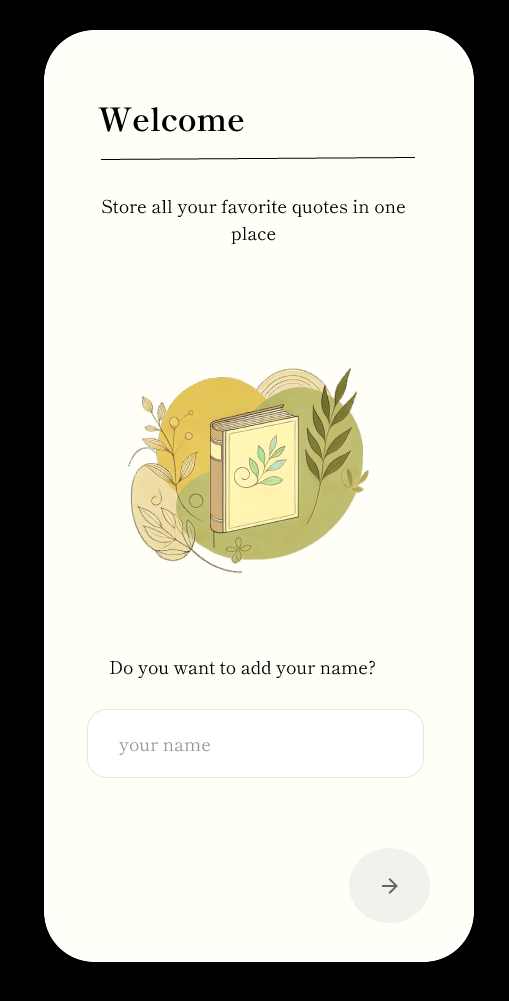 Welcome
Store all your favorite quotes in one
place
Do you want to add your name?
your name